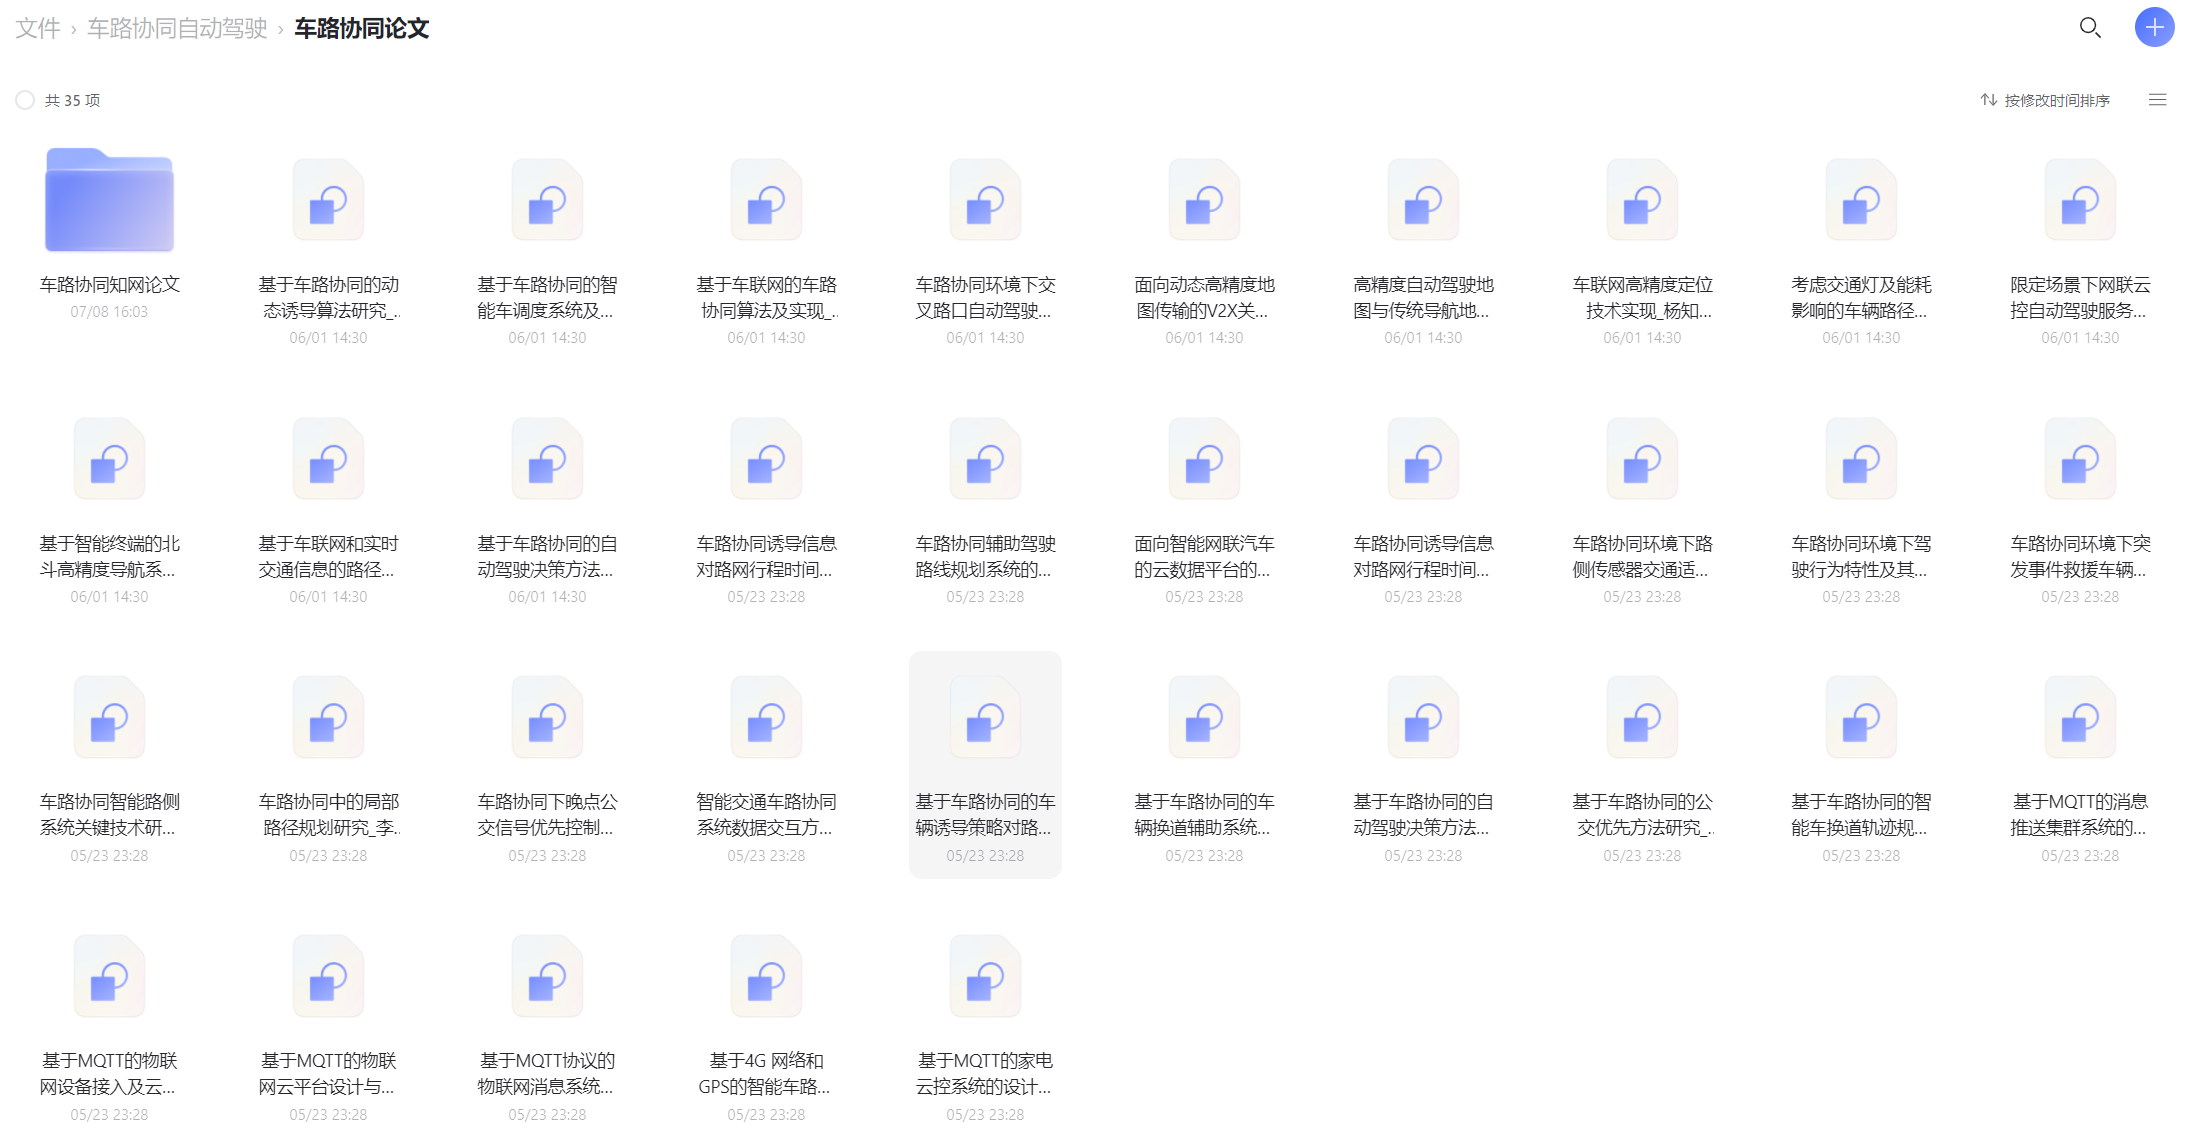 文件 › 车路协同自动驾驶 › 车路协同论文
共 35 项
按修改时间排序
车路协同知网论文
07/08 16:03
基于车路协同的动
态诱导算法研究_..
06/01 14:30
基于车路协同的智
能车调度系统及...
06/01 14:30
基于车联网的车路
协同算法及实现_..
06/01 14:30
车路协同环境下交
叉路口自动驾驶...
06/01 14:30
面向动态高精度地
图传输的V2X关...
06/01 14:30
高精度自动驾驶地
图与传统导航地...
06/01 14:30
车联网高精度定位
技术实现_杨知...
06/01 14:30
考虑交通灯及能耗
影响的车辆路径...
06/01 14:30
限定场景下网联云
控自动驾驶服务...
06/01 14:30
基于智能终端的北
斗高精度导航系...
06/01 14:30
基于车联网和实时
交通信息的路径...
06/01 14:30
基于车路协同的自
动驾驶决策方法...
06/01 14:30
车路协同诱导信息
对路网行程时间...
05/23 23:28
车路协同辅助驾驶
路线规划系统的...
05/23 23:28
面向智能网联汽车
的云数据平台的...
05/23 23:28
车路协同诱导信息
对路网行程时间...
05/23 23:28
车路协同环境下路
侧传感器交通适...
05/23 23:28
车路协同环境下驾
驶行为特性及其...
05/23 23:28
车路协同环境下突
发事件救援车辆...
05/23 23:28
车路协同智能路侧
系统关键技术研...
05/23 23:28
车路协同中的局部
路径规划研究_李..
05/23 23:28
车路协同下晚点公
交信号优先控制...
05/23 23:28
智能交通车路协同
系统数据交互方...
05/23 23:28
基于车路协同的车
辆诱导策略对路...
05/23 23:28
基于车路协同的车
辆换道辅助系统...
05/23 23:28
基于车路协同的自
动驾驶决策方法...
05/23 23:28
基于车路协同的公
交优先方法研究_..
05/23 23:28
基于车路协同的智
能车换道轨迹规...
05/23 23:28
基于MQTT的消息
推送集群系统的...
05/23 23:28
基于MQTT的物联
网设备接入及云...
05/23 23:28
基于MQTT的物联
网云平台设计与...
05/23 23:28
基于MQTT协议的
物联网消息系统...
05/23 23:28
基于4G 网络和
GPS的智能车路...
05/23 23:28
基于MQTT的家电
云控系统的设计...
05/23 23:28